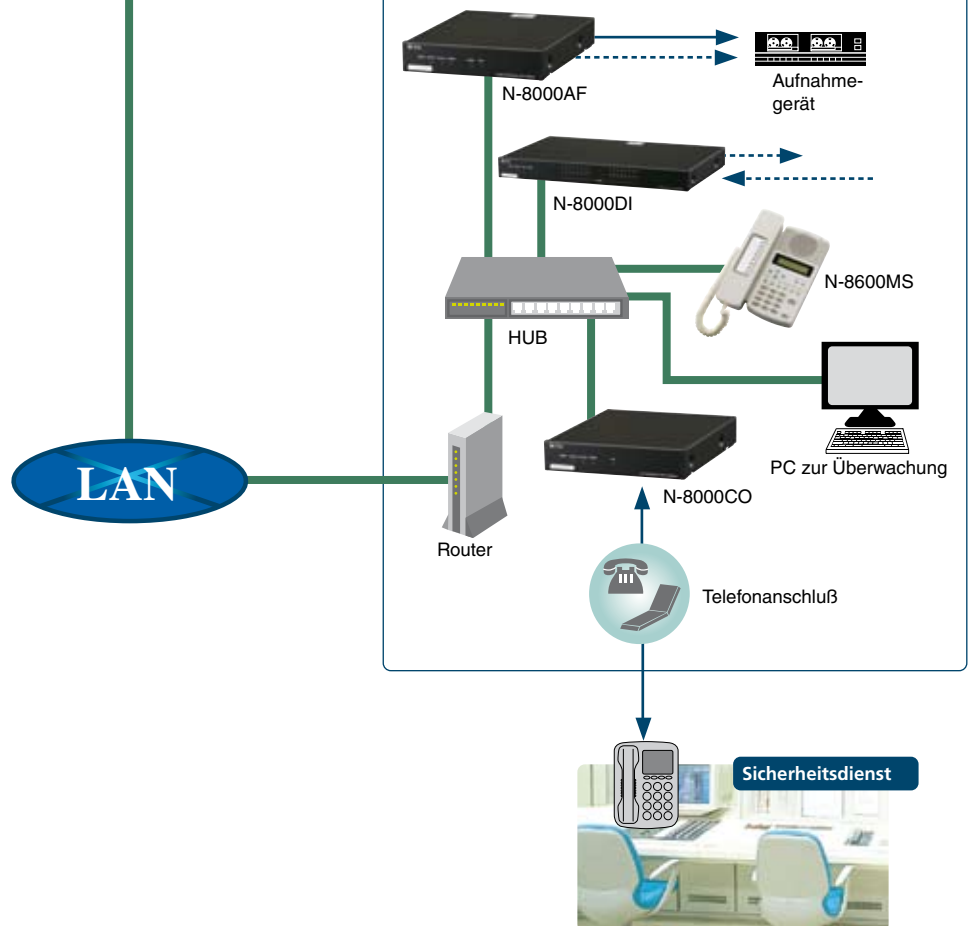 N-8000AF
Aufnahme-
gerät
N-8000DI
N-8600MS
HUB
PC zur Überwachung
LAN
N-8000CO
Router
Telefonanschluß
Sicherheitsdienst